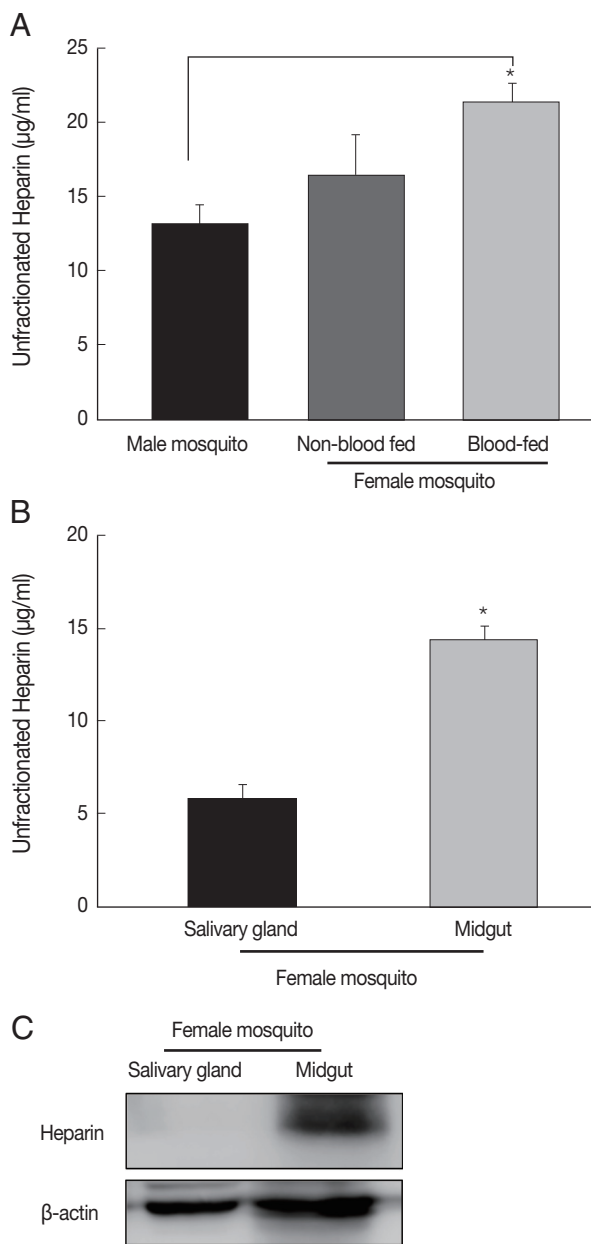 A
Unfractionated Heparin (µg/ml)
25
20
15
10
5
0
*
Male mosquito Non-blood fed Blood-fed
Female mosquito
B
Unfractionated Heparin (µg/ml)
20
15
10
5
0
*
Salivary gland Midgut
Female mosquito
C
Female mosquito
Salivary gland Midgut
Heparin
β-actin